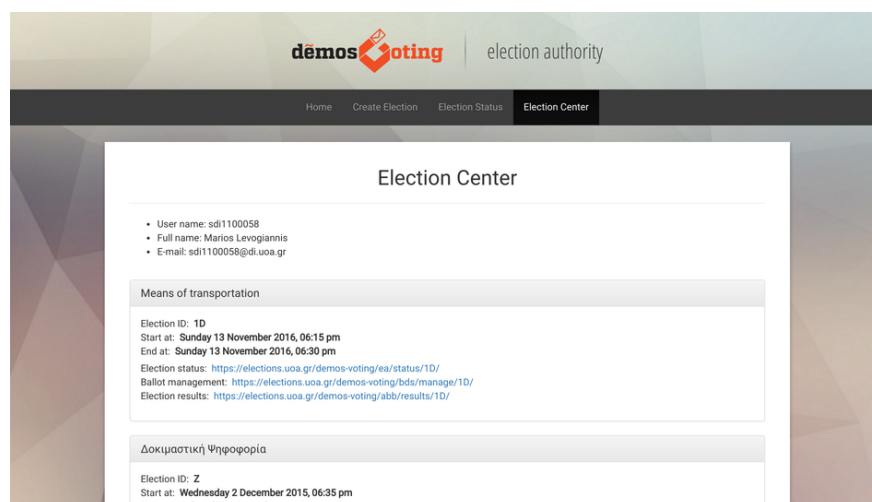 dēmos voting election authority
Home Create Election Election Status Election Center
Election Center
• User name: sdi1100058
• Full name: Marios Levogiannis
• E-mail: sdi1100058@di.uoa.gr
Means of transportation
Election ID: 1D
Start at: Sunday 13 November 2016, 06:15 pm
End at: Sunday 13 November 2016, 06:30 pm
Election status: https://elections.uoa.gr/demos-voting/ea/status/1D/
Ballot management: https://elections.uoa.gr/demos-voting/bds/manage/1D/
Election results: https://elections.uoa.gr/demos-voting/abb/results/1D/
Δοκιμαστική Ψηφοφορία
Election ID: Z
Start at: Wednesday 2 December 2015, 06:35 pm